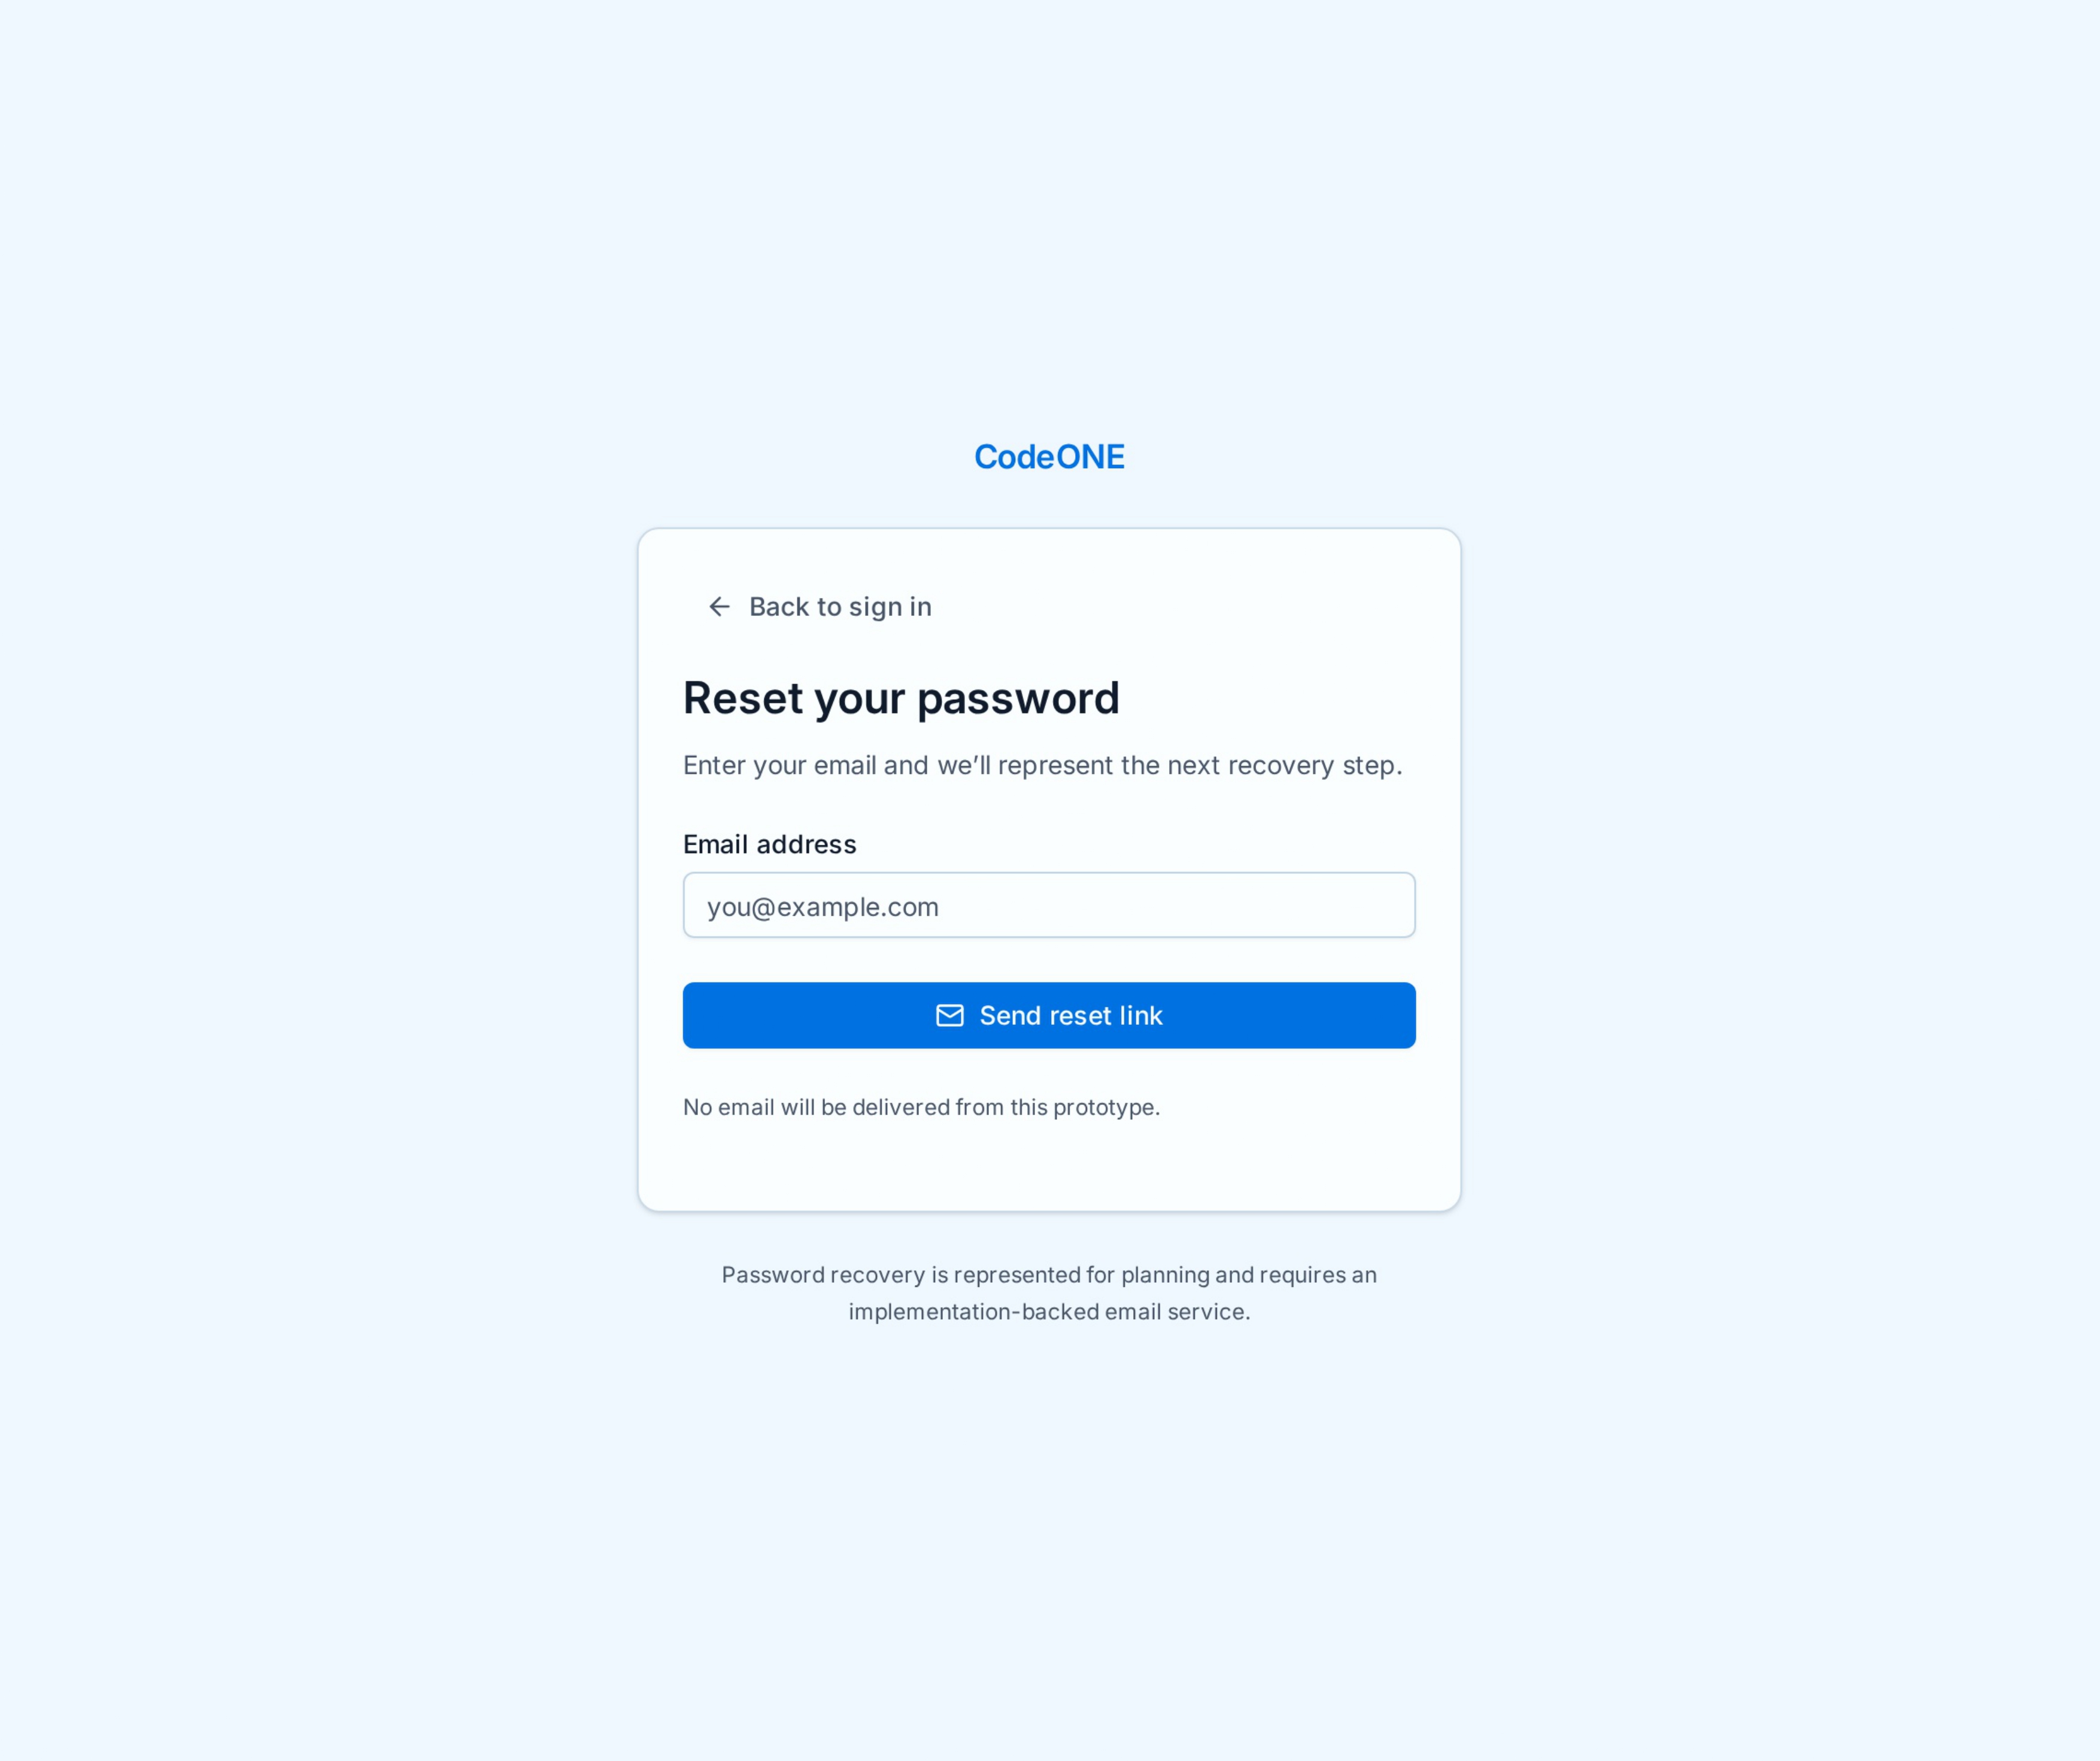 CodeONE
Back to sign in
Reset your password
Enter your email and we’ll represent the next recovery step.
Email address
you@example.com
Send reset link
No email will be delivered from this prototype.
Password recovery is represented for planning and requires an
implementation-backed email service.